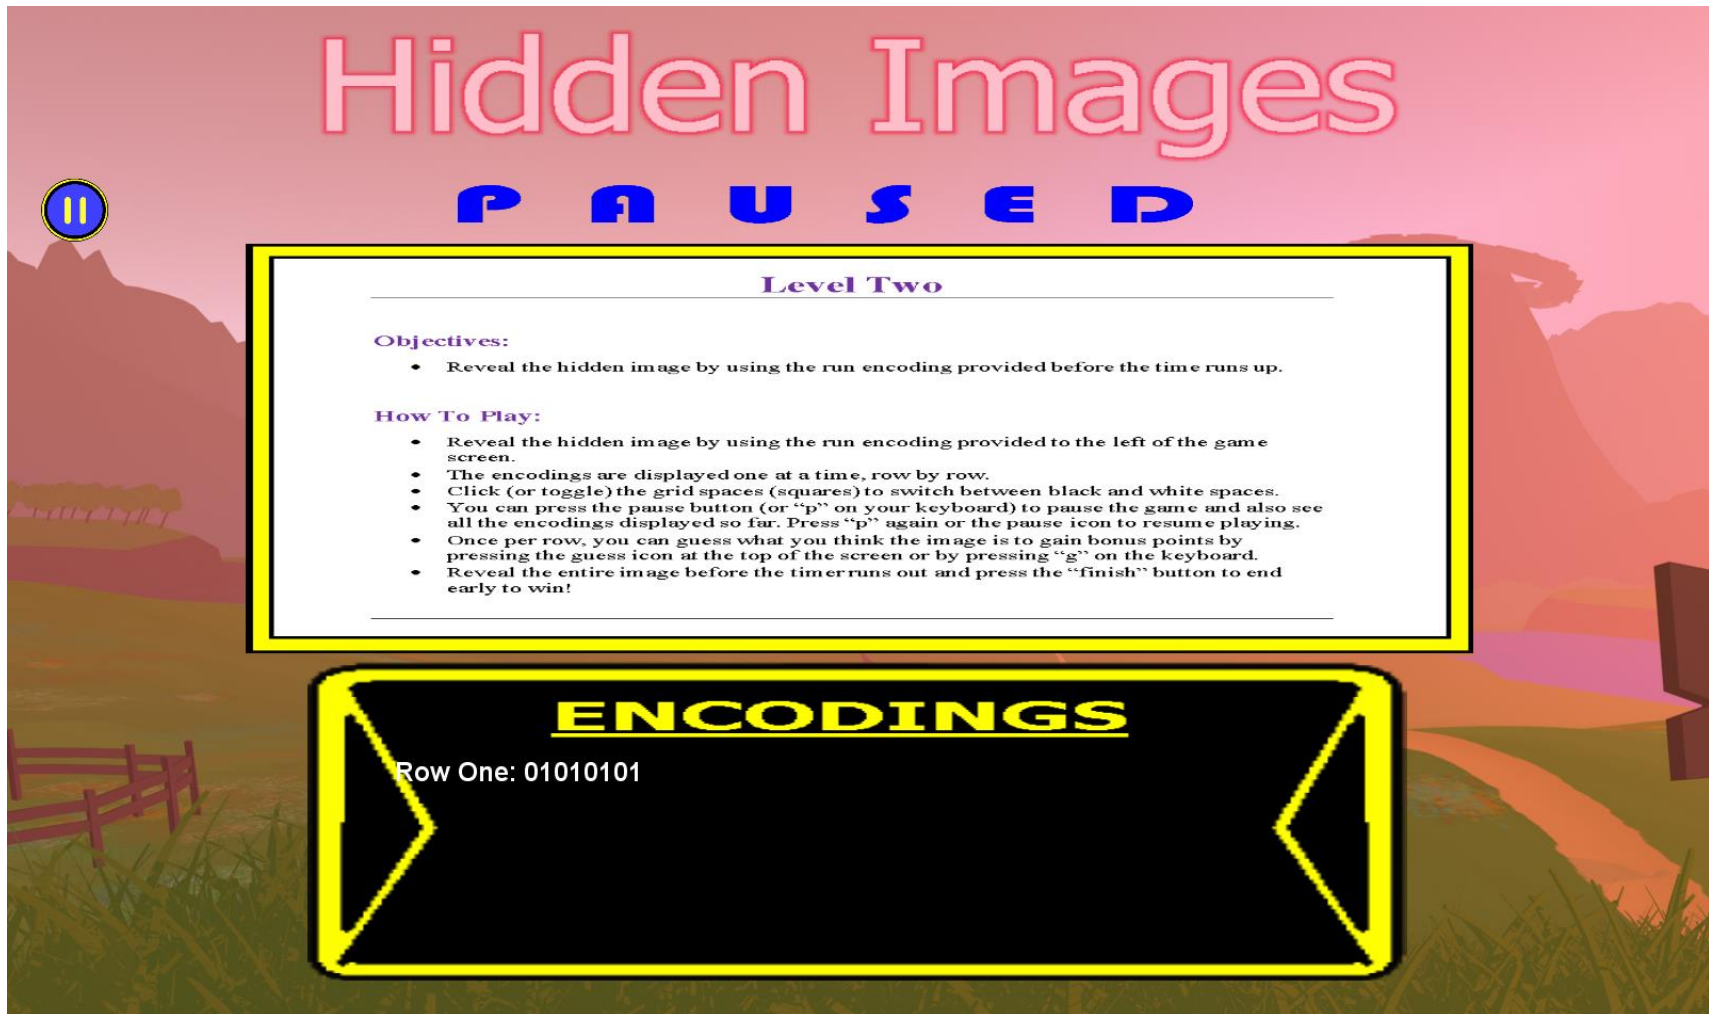 Hidden Images
PAUSED
Level Two
Objectives:
• Reveal the hidden image by using the run encoding provided before the time runs up.
How To Play:
• Reveal the hidden image by using the run encoding provided to the left of the game
screen.
• The encodings are displayed one at a time, row by row.
• Click (or toggle) the grid spaces (squares) to switch between black and white spaces.
• You can press the pause button (or “p” on your keyboard) to pause the game and also see
all the encodings displayed so far. Press “p” again or the pause icon to resume playing.
• Once per row, you can guess what you think the image is to gain bonus points by
pressing the guess icon at the top of the screen or by pressing “g” on the keyboard.
• Reveal the entire image before the timer runs out and press the “finish” button to end
early to win!
ENCODINGS
Row One: 01010101